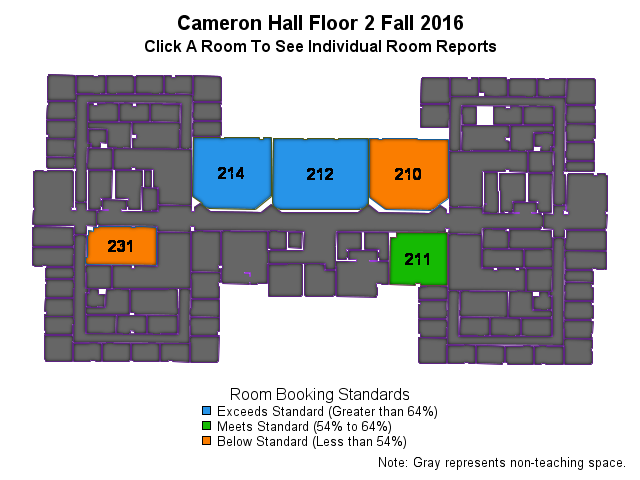 Cameron Hall Floor 2 Fall 2016
Click A Room To See Individual Room Reports
214
212
210
231
211
Room Booking Standards
Exceeds Standard (Greater than 64%)
Meets Standard (54% to 64%)
Below Standard (Less than 54%)
Note: Gray represents non-teaching space.